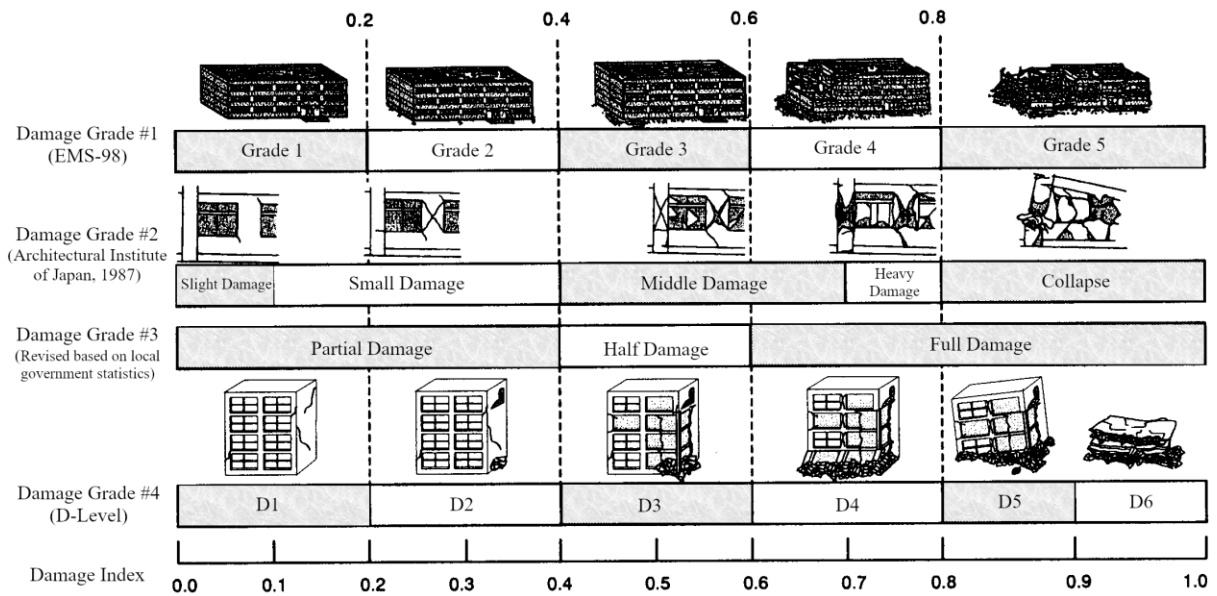 0.2 0.4 0.6 0.8
Damage Grade #1
(EMS-98)
Grade 1 Grade 2 Grade 3 Grade 4 Grade 5
Damage Grade #2
(Architectural Institute
of Japan, 1987)
Slight Damage Small Damage Middle Damage Heavy
Damage Collapse
Damage Grade #3
(Revised based on local
government statistics)
Partial Damage Half Damage Full Damage
Damage Grade #4
(D-Level)
D1 D2 D3 D4 D5 D6
Damage Index
0.0 0.1 0.2 0.3 0.4 0.5 0.6 0.7 0.8 0.9 1.0